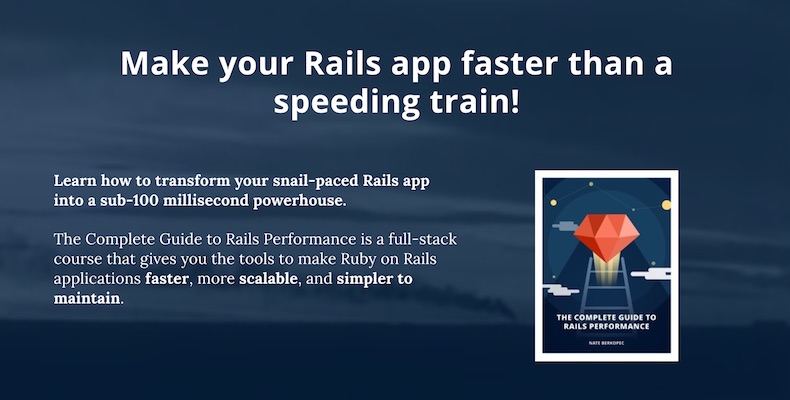 Make your Rails app faster than a
speeding train!
Learn how to transform your snail-paced Rails app
into a sub-100 millisecond powerhouse.
The Complete Guide to Rails Performance is a full-stack
course that gives you the tools to make Ruby on Rails
applications faster, more scalable, and simpler to
maintain.
THE COMPLETE GUIDE TO
RAILS PERFORMANCE
NATE BERKOPEC